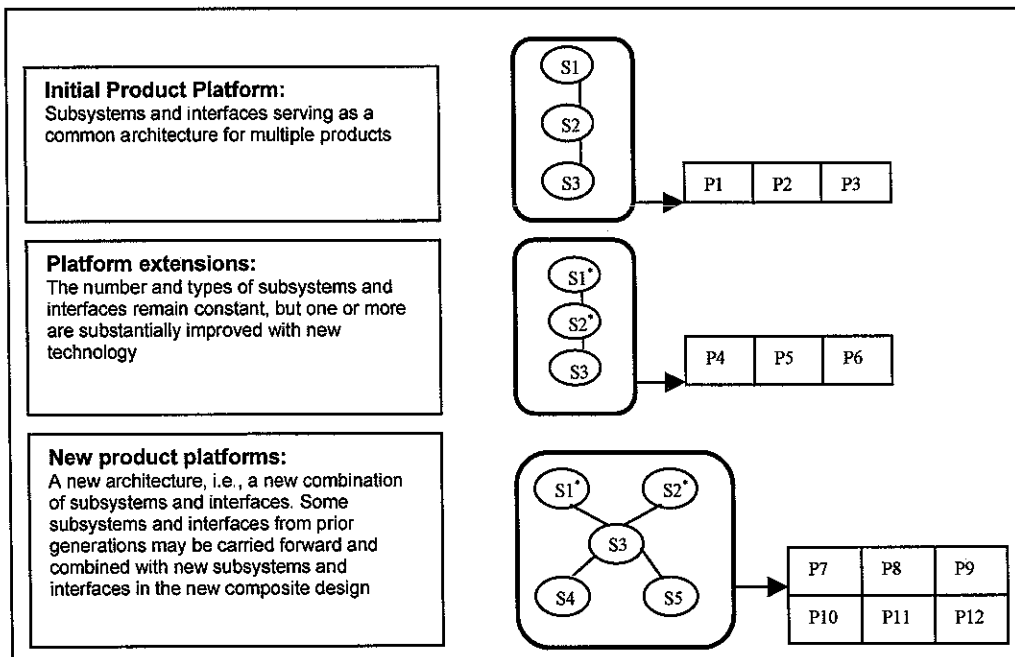 Initial Product Platform:
Subsystems and interfaces serving as a
common architecture for multiple products
S1
S2
S3
P1 P2 P3
Platform extensions:
The number and types of subsystems and
interfaces remain constant, but one or more
are substantially improved with new
technology
S1*
S2*
S3
P4 P5 P6
New product platforms:
A new architecture, i.e., a new combination
of subsystems and interfaces. Some
subsystems and interfaces from prior
generations may be carried forward and
combined with new subsystems and
interfaces in the new composite design
S1* S2*
S3
S4 S5
P7 P8 P9
P10 P11 P12